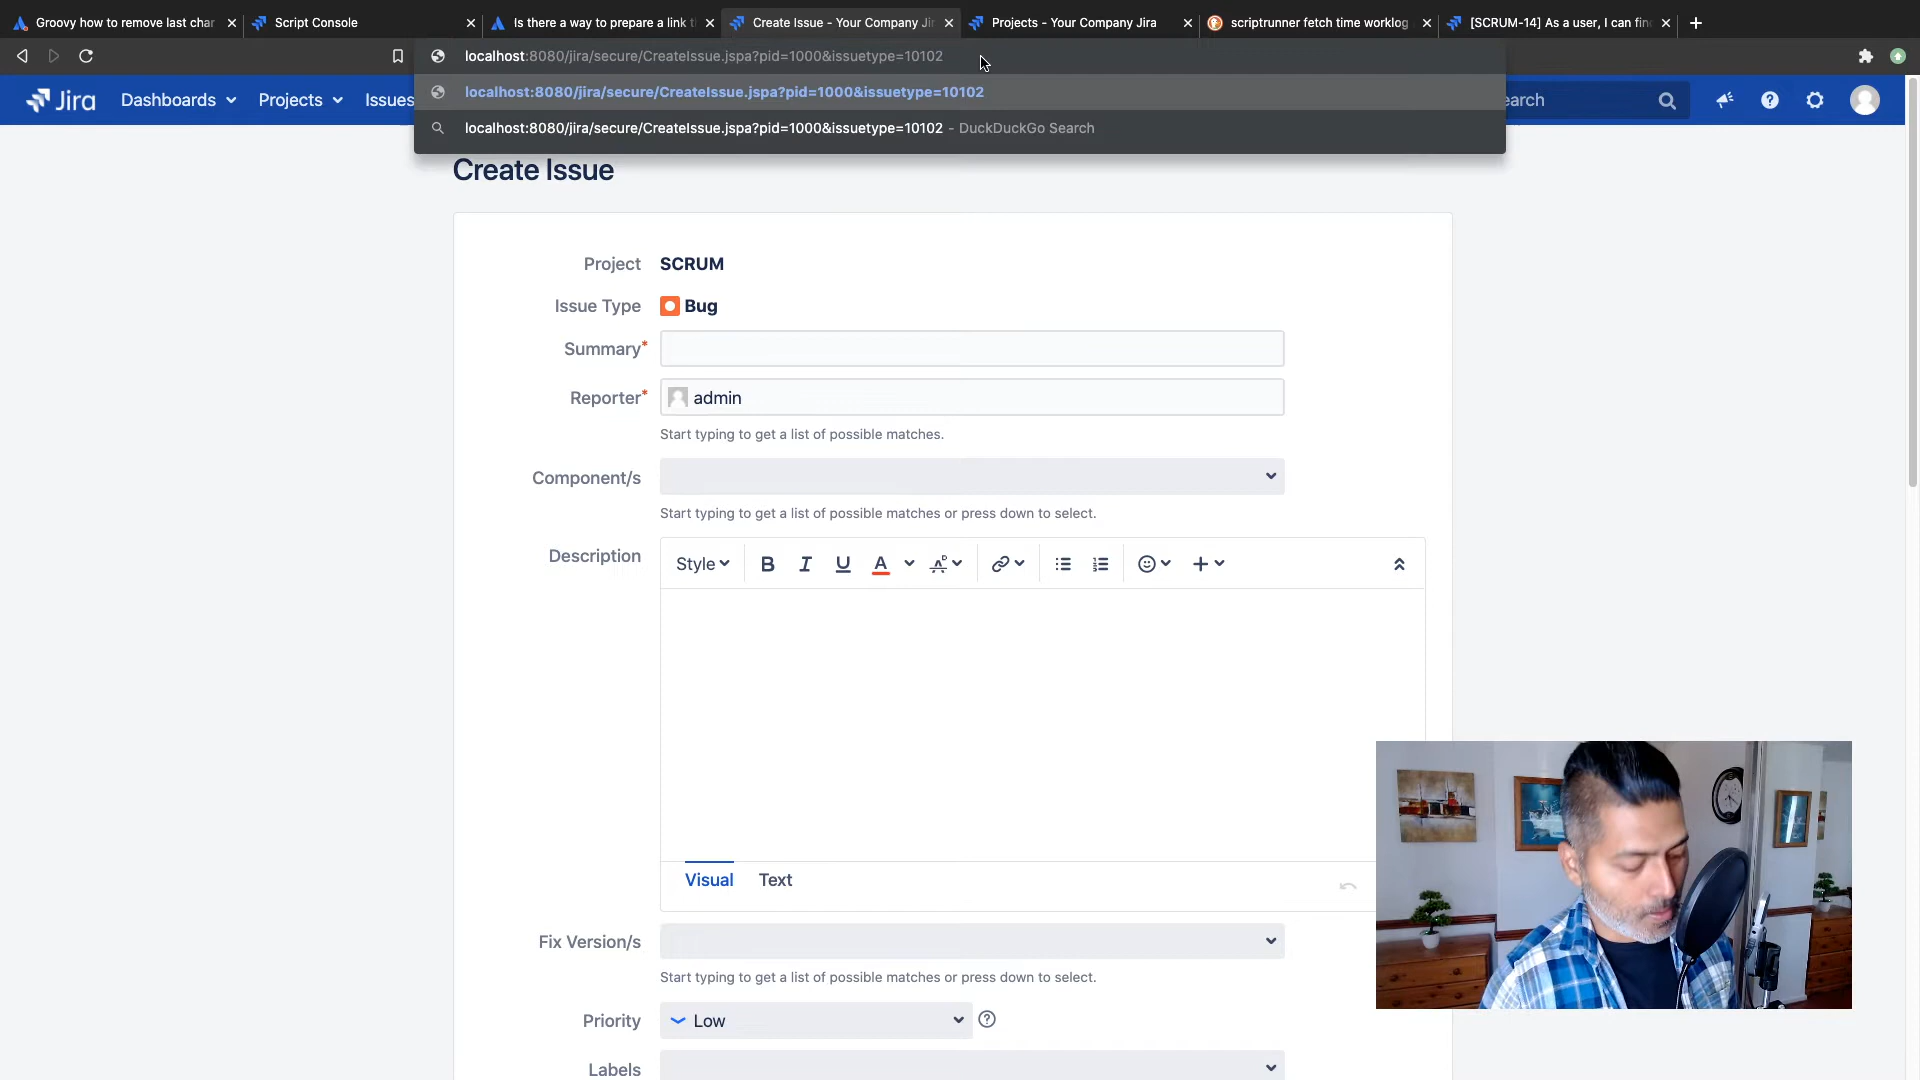 Groovy how to remove last char
Script Console
Is there a way to prepare a link t
Create Issue - Your Company Jir
Projects - Your Company Jira
scriptrunner fetch time worklog
[SCRUM-14] As a user, I can fin
localhost:8080/jira/secure/CreateIssue.jspa?pid=1000&issuetype=10102
Jira
Dashboards
Projects
Issues
localhost:8080/jira/secure/CreateIssue.jspa?pid=1000&issuetype=10102
earch
localhost:8080/jira/secure/CreateIssue.jspa?pid=1000&issuetype=10102 - DuckDuckGo Search
Create Issue
Project SCRUM
Issue Type Bug
Summary*
Reporter* admin
Start typing to get a list of possible matches.
Component/s
Start typing to get a list of possible matches or press down to select.
Description
Style B I U A
Visual Text
Fix Version/s
Start typing to get a list of possible matches or press down to select.
Priority Low
Labels